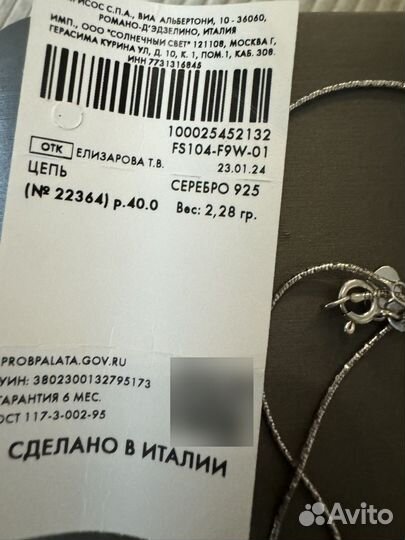 РИСОС С.П.А., ВИА АЛЬБЕРТОНИ, 10 - 36060,
РОМАНО-Д'ЭДЗЕЛИНО, ИТАЛИЯ
ИМП., ООО "СОЛНЕЧНЫЙ СВЕТ" 121108, МОСКВА Г,
ГЕРАСИМА КУРИНА УЛ, Д. 10, К. 1, ПОМ.1, КАБ. 308.
ИНН 7731316845
100025452132
FS104-F9W-01
ОТК ЕЛИЗАРОВА Т.В. 23.01.24
ЦЕПЬ СЕРЕБРО 925
(№ 22364) р.40.0 Вес: 2,28 гр.
PROBPALATA.GOV.RU
УИН: 3802300132795173
ГАРАНТИЯ 6 МЕС.
ОСТ 117-3-002-95
СДЕЛАНО В ИТАЛИИ
Avito